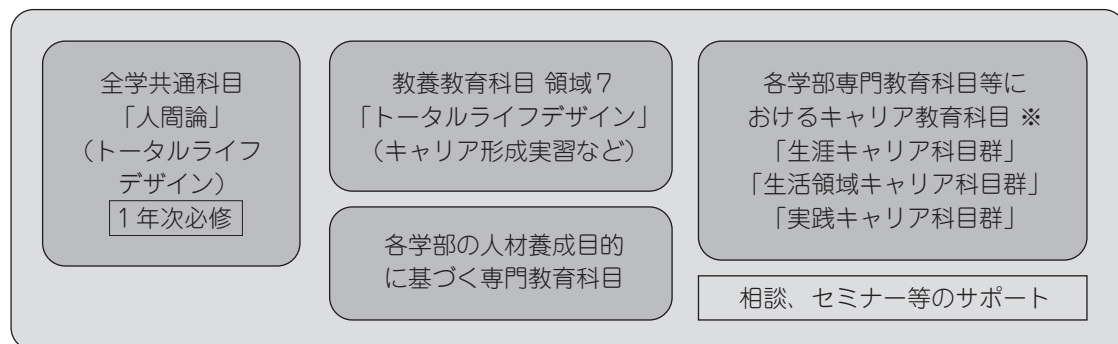 全学共通科目
「人間論」
（トータルライフ
デザイン）
1年次必修
教養教育科目 領域７
「トータルライフデザイン」
（キャリア形成実習など）
各学部の人材養成目的
に基づく専門教育科目
各学部専門教育科目等に
おけるキャリア教育科目 ※
「生涯キャリア科目群」
「生活領域キャリア科目群」
「実践キャリア科目群」
相談、セミナー等のサポート